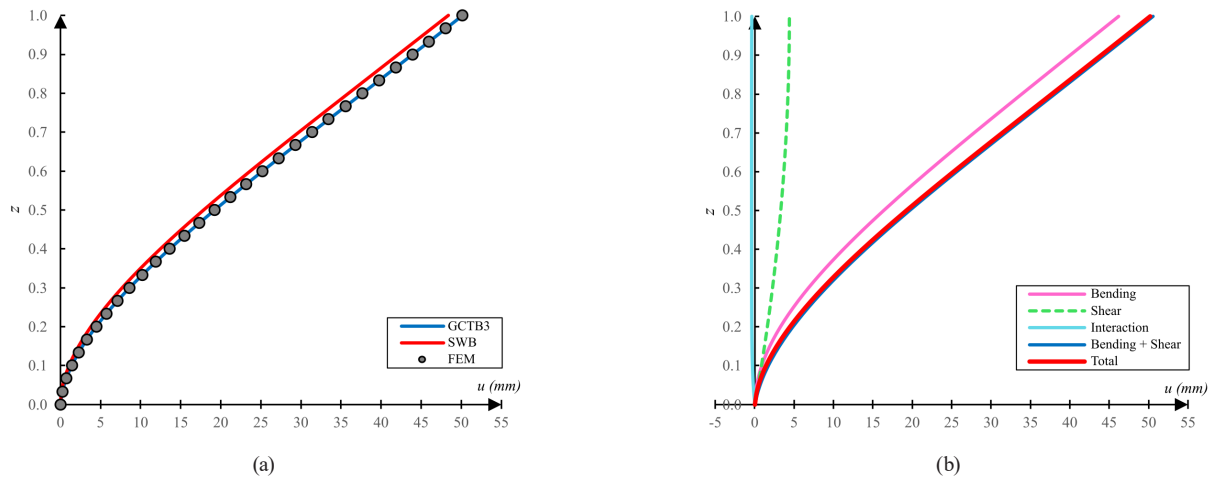 1.0
0.9
0.8
0.7
0.6
0.5
0.4
0.3
0.2
0.1
0.0
z
0 5 10 15 20 25 30 35 40 45 50 55
u (mm)
GCTB3
SWB
FEM
(a)
1.0
0.9
0.8
0.7
0.6
0.5
0.4
0.3
0.2
0.1
0.0
z
-5 0 5 10 15 20 25 30 35 40 45 50 55
u (mm)
Bending
Shear
Interaction
Bending + Shear
Total
(b)